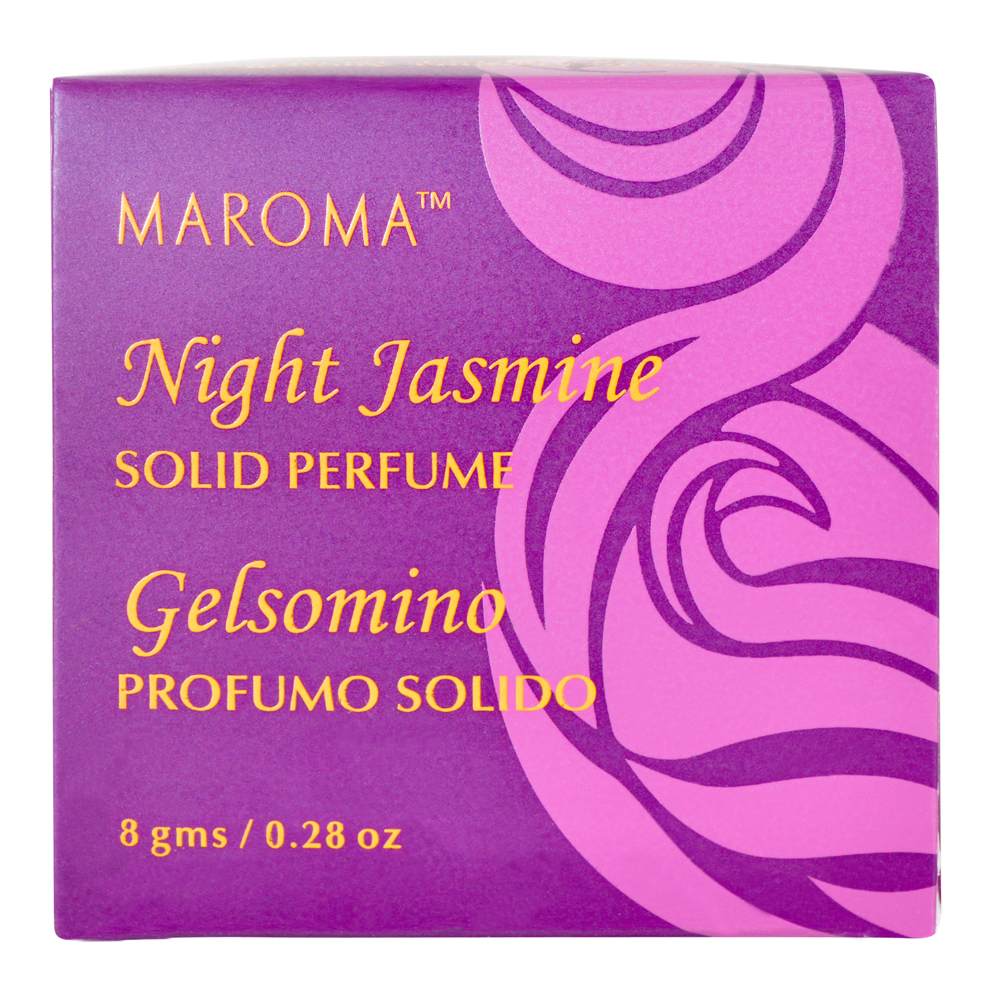 MAROMA™
Night Jasmine
SOLID PERFUME
Gelsomino
PROFUMO SOLIDO
8 gms / 0.28 oz